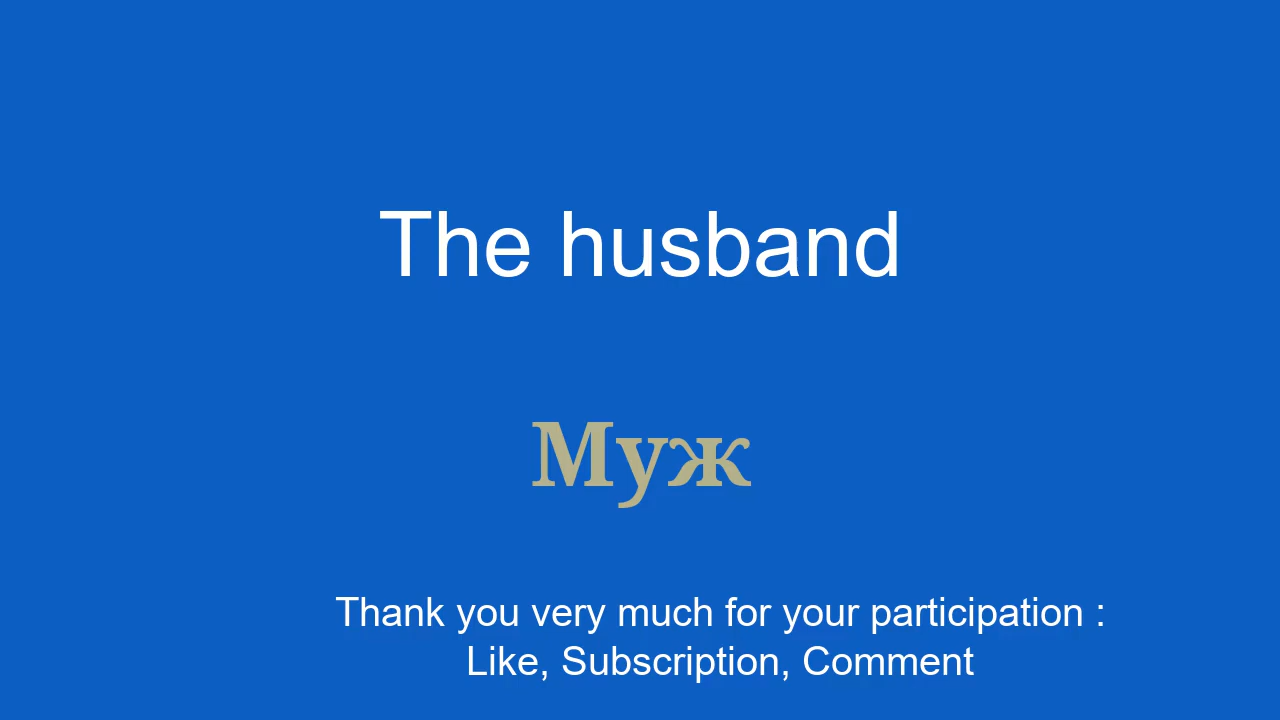 The husband
Муж
Thank you very much for your participation :
Like, Subscription, Comment